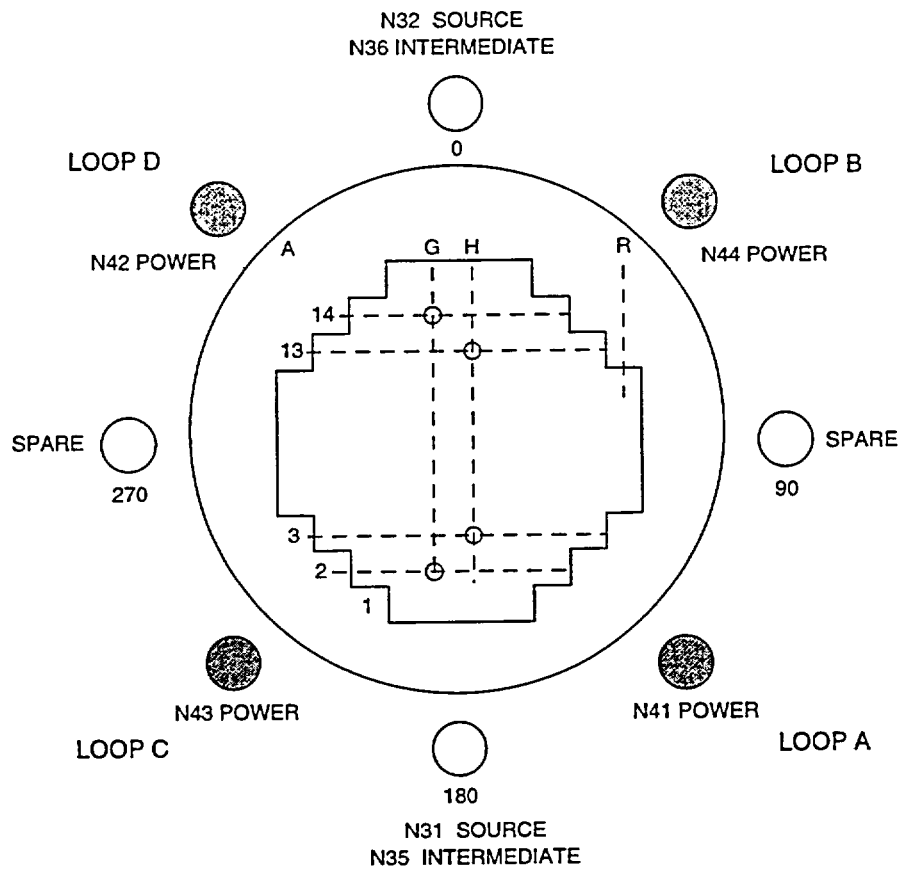 N32 SOURCE
N36 INTERMEDIATE
0
LOOP D
LOOP B
N42 POWER
A
G H
R
N44 POWER
14
13
SPARE
270
SPARE
90
3
2
1
N43 POWER
N41 POWER
LOOP C
LOOP A
180
N31 SOURCE
N35 INTERMEDIATE